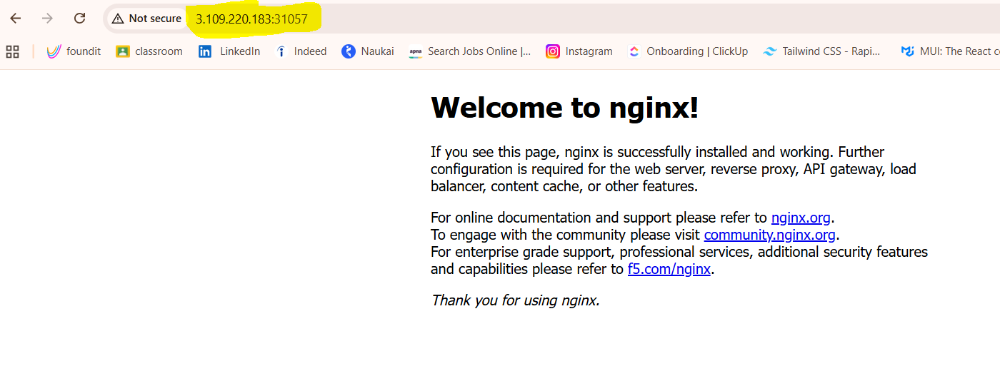 Not secure 3.109.220.183:31057
foundit classroom LinkedIn Indeed Naukai apna Search Jobs Online |... Instagram Onboarding | ClickUp Tailwind CSS - Rapi... MUI: The React c
Welcome to nginx!
If you see this page, nginx is successfully installed and working. Further
configuration is required for the web server, reverse proxy, API gateway, load
balancer, content cache, or other features.
For online documentation and support please refer to nginx.org.
To engage with the community please visit community.nginx.org.
For enterprise grade support, professional services, additional security features
and capabilities please refer to f5.com/nginx.
Thank you for using nginx.